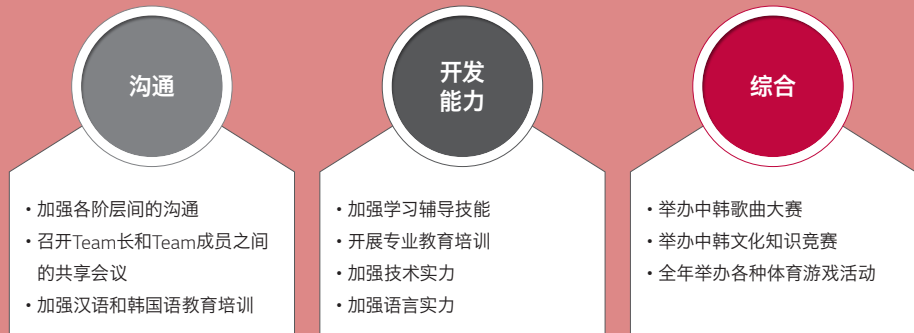 沟通
• 加强各阶层间的沟通
• 召开Team长和Team成员之间
的共享会议
• 加强汉语和韩国语教育培训
开发
能力
• 加强学习辅导技能
• 开展专业教育培训
• 加强技术实力
• 加强语言实力
综合
• 举办中韩歌曲大赛
• 举办中韩文化知识竞赛
• 全年举办各种体育游戏活动